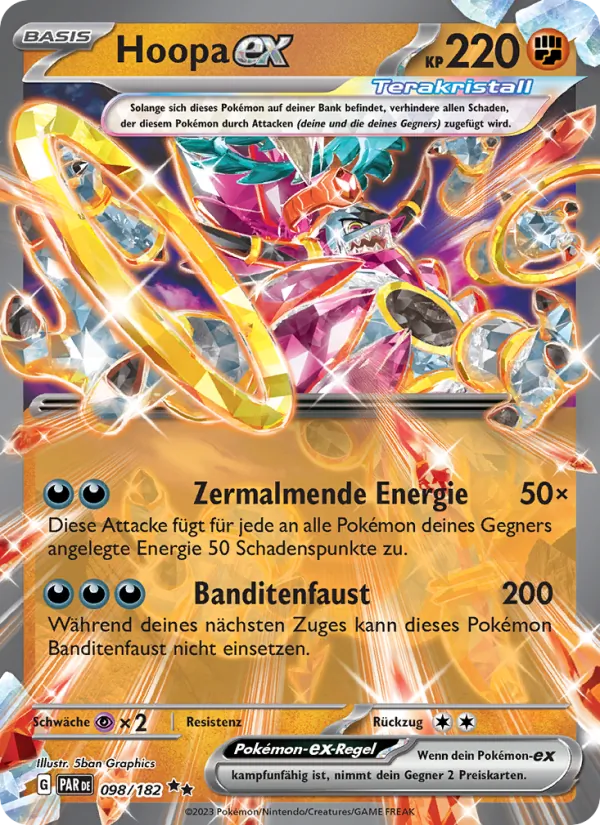 BASIS
Hoopa ex
KP 220
Terakristall
Solange sich dieses Pokémon auf deiner Bank befindet, verhindere allen Schaden,
der diesem Pokémon durch Attacken (deine und die deines Gegners) zugefügt wird.
Zermalmende Energie 50×
Diese Attacke fügt für jede an alle Pokémon deines Gegners
angelegte Energie 50 Schadenspunkte zu.
Banditenfaust 200
Während deines nächsten Zuges kann dieses Pokémon
Banditenfaust nicht einsetzen.
Schwäche ×2 Resistenz Rückzug
Illustr. 5ban Graphics
Pokémon-ex-Regel Wenn dein Pokémon-ex
kampfunfähig ist, nimmt dein Gegner 2 Preiskarten.
G PAR DE 098/182
©2023 Pokémon/Nintendo/Creatures/GAME FREAK